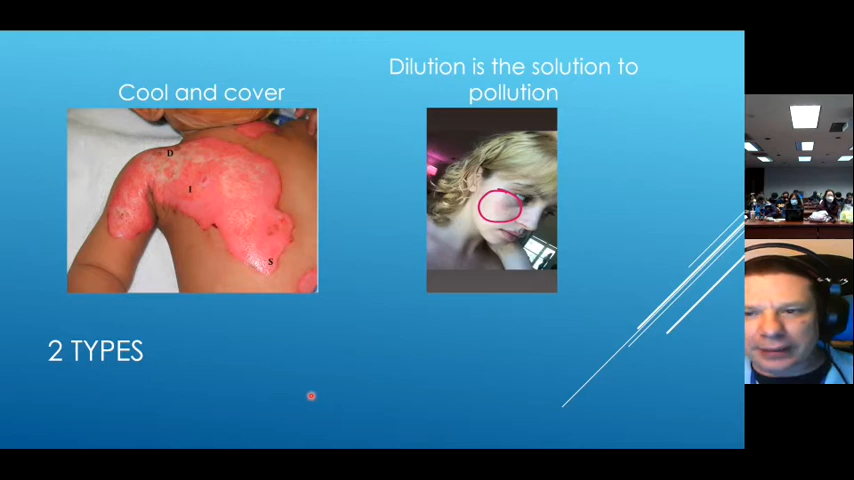 Cool and cover
Dilution is the solution to
pollution
D
I
S
2 TYPES